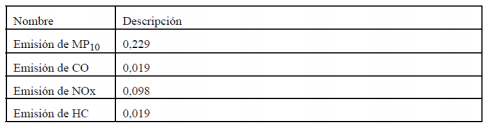 Nombre Descripción
Emisión de MP10 0,229
Emisión de CO 0,019
Emisión de NOx 0,098
Emisión de HC 0,019